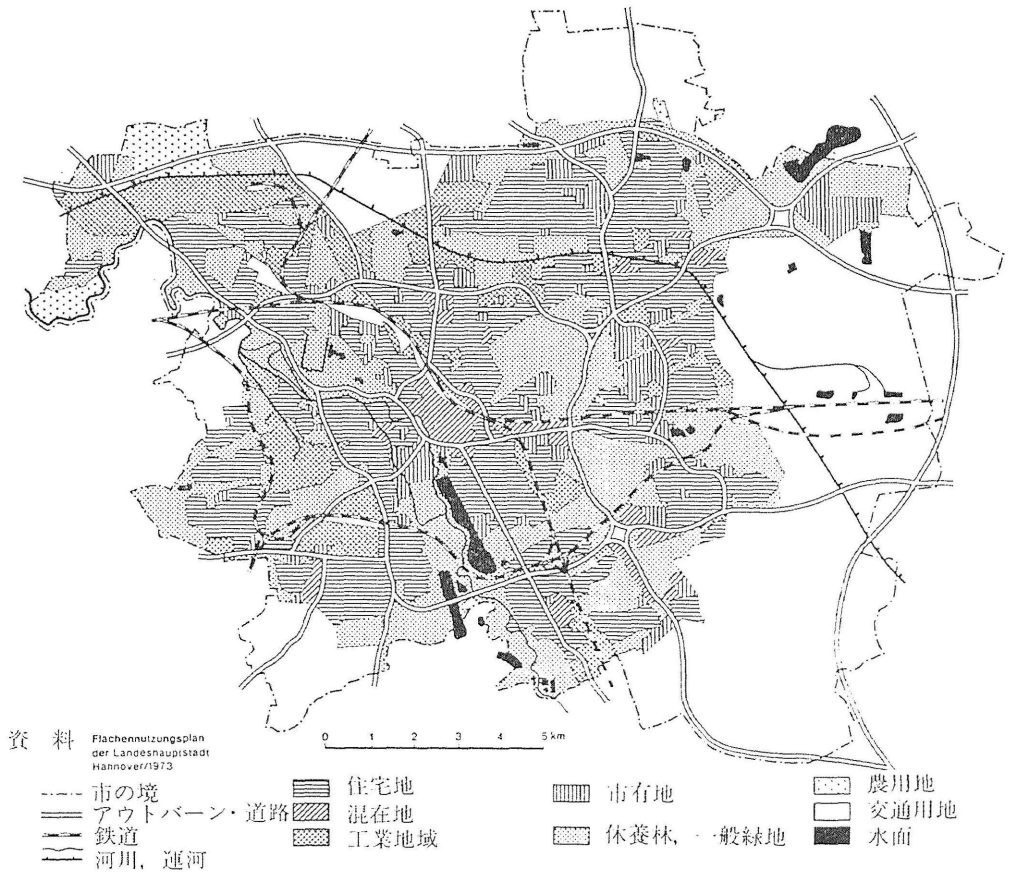 資 料 Flächennutzungsplan
der Landeshauptstadt
Hannover/1973
0 1 2 3 4 5 km
市の境
アウトバーン・道路
鉄道
河川, 運河
住宅地
混在地
工業地域
市有地
休養林, 一般緑地
農用地
交通用地
水面